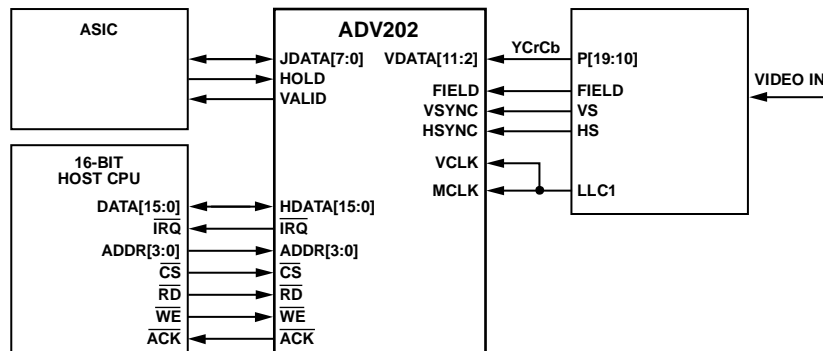 ASIC
ADV202
JDATA[7:0]
VDATA[11:2]
YCrCb
P[19:10]
HOLD
VALID
FIELD
FIELD
VIDEO IN
VSYNC
VS
HSYNC
HS
VCLK
MCLK
LLC1
16-BIT
HOST CPU
DATA[15:0]
HDATA[15:0]
IRQ
IRQ
ADDR[3:0]
ADDR[3:0]
CS
CS
RD
RD
WE
WE
ACK
ACK